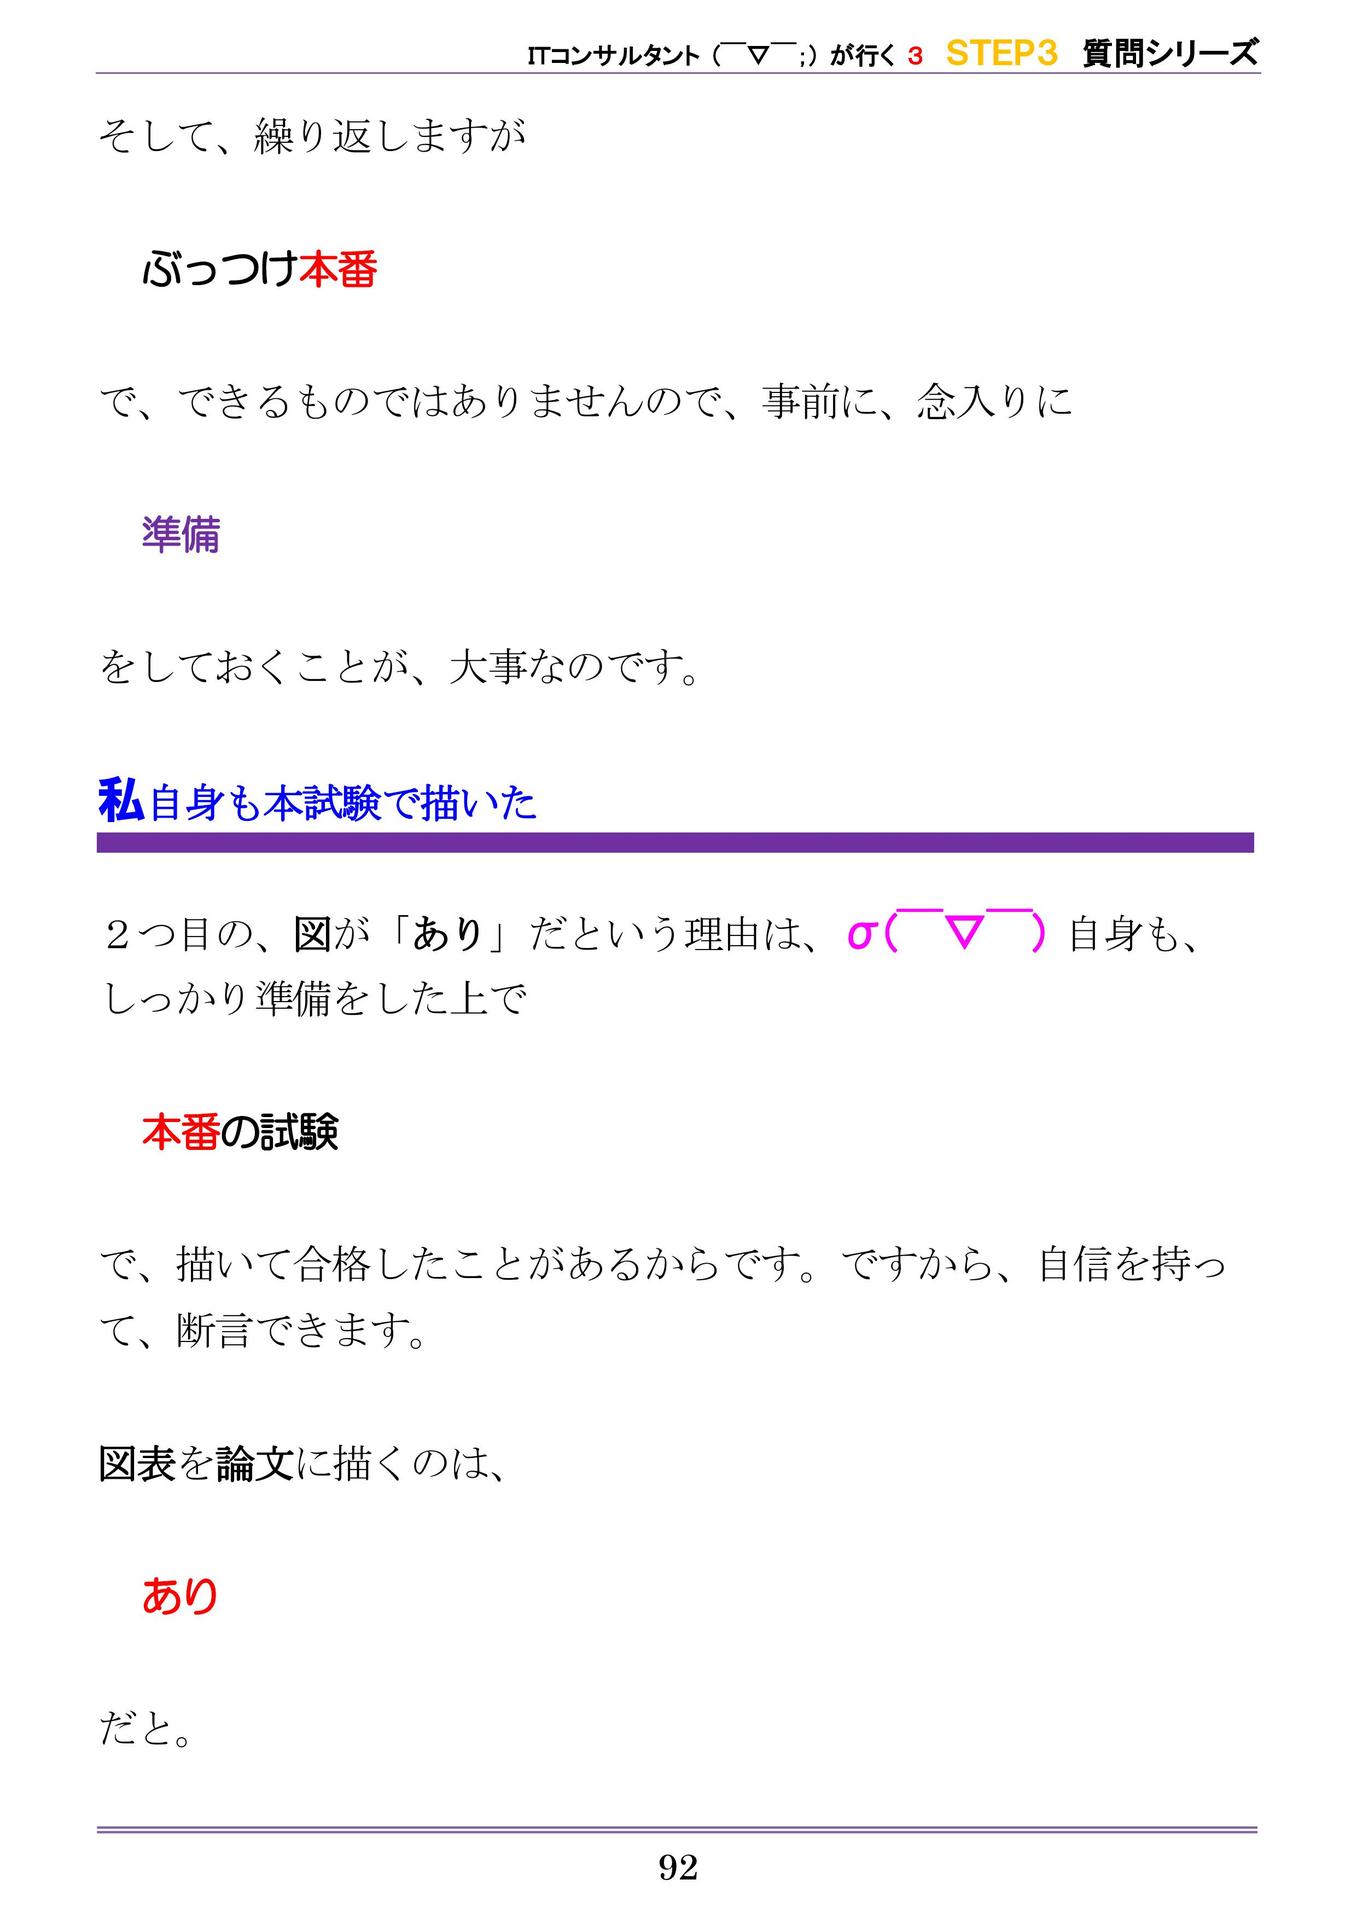 ITコンサルタント（￣▽￣；）が行く 3 STEP3 質問シリーズ
そして、繰り返しますが
ぶっつけ本番
で、できるものではありませんので、事前に、念入りに
準備
をしておくことが、大事なのです。
私自身も本試験で描いた
２つ目の、図が「あり」だという理由は、σ(￣▽￣) 自身も、
しっかり準備をした上で
本番の試験
で、描いて合格したことがあるからです。ですから、自信を持っ
て、断言できます。
図表を論文に描くのは、
あり
だと。
92